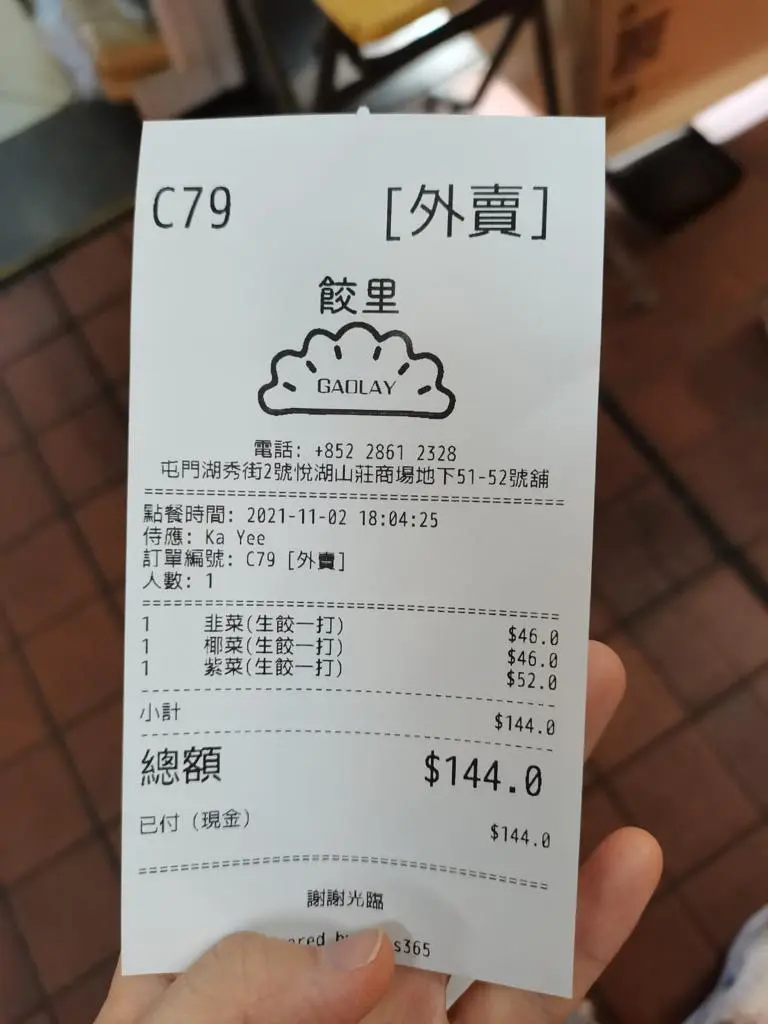 C79 [外賣]
餃里
GAOLAY
電話: +852 2861 2328
屯門湖秀街2號悅湖山莊商場地下51-52號舖
點餐時間: 2021-11-02 18:04:25
侍應: Ka Yee
訂單編號: C79 [外賣]
人數: 1
1 韭菜(生餃一打) $46.0
1 椰菜(生餃一打) $46.0
1 紫菜(生餃一打) $52.0
小計 $144.0
總額 $144.0
已付 (現金) $144.0
謝謝光臨